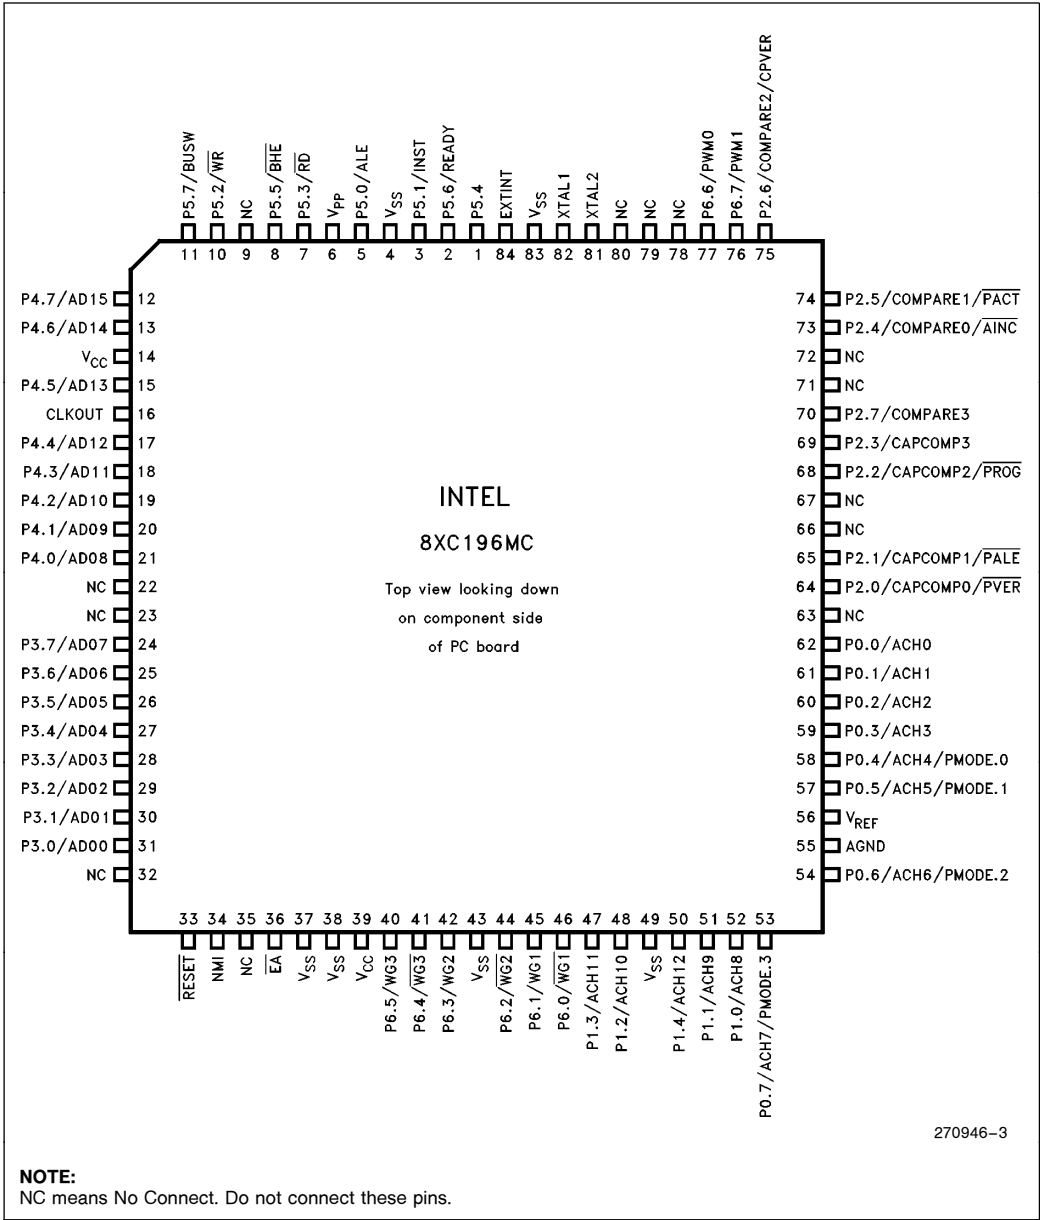 P5.7/BUSW
P5.2/WR
NC
P5.5/BHE
P5.3/RD
VPP
P5.0/ALE
VSS
P5.1/INST
P5.6/READY
P5.4
EXTINT
VSS
XTAL1
XTAL2
NC
NC
NC
P6.6/PWM0
P6.7/PWM1
P2.6/COMPARE2/CPVER
11 10 9 8 7 6 5 4 3 2 1 84 83 82 81 80 79 78 77 76 75
P4.7/AD15 12
P4.6/AD14 13
VCC 14
P4.5/AD13 15
CLKOUT 16
P4.4/AD12 17
P4.3/AD11 18
P4.2/AD10 19
P4.1/AD09 20
P4.0/AD08 21
NC 22
NC 23
P3.7/AD07 24
P3.6/AD06 25
P3.5/AD05 26
P3.4/AD04 27
P3.3/AD03 28
P3.2/AD02 29
P3.1/AD01 30
P3.0/AD00 31
NC 32
INTEL
8XC196MC
Top view looking down
on component side
of PC board
74 P2.5/COMPARE1/PACT
73 P2.4/COMPARE0/AINC
72 NC
71 NC
70 P2.7/COMPARE3
69 P2.3/CAPCOMP3
68 P2.2/CAPCOMP2/PROG
67 NC
66 NC
65 P2.1/CAPCOMP1/PALE
64 P2.0/CAPCOMP0/PVER
63 NC
62 P0.0/ACH0
61 P0.1/ACH1
60 P0.2/ACH2
59 P0.3/ACH3
58 P0.4/ACH4/PMODE.0
57 P0.5/ACH5/PMODE.1
56 VREF
55 AGND
54 P0.6/ACH6/PMODE.2
33 34 35 36 37 38 39 40 41 42 43 44 45 46 47 48 49 50 51 52 53
RESET
NMI
NC
EA
VSS
VSS
VCC
P6.5/WG3
P6.4/WG3
P6.3/WG2
VSS
P6.2/WG2
P6.1/WG1
P6.0/WG1
P1.3/ACH11
P1.2/ACH10
VSS
P1.4/ACH12
P1.1/ACH9
P1.0/ACH8
P0.7/ACH7/PMODE.3
270946–3
NOTE:
NC means No Connect. Do not connect these pins.